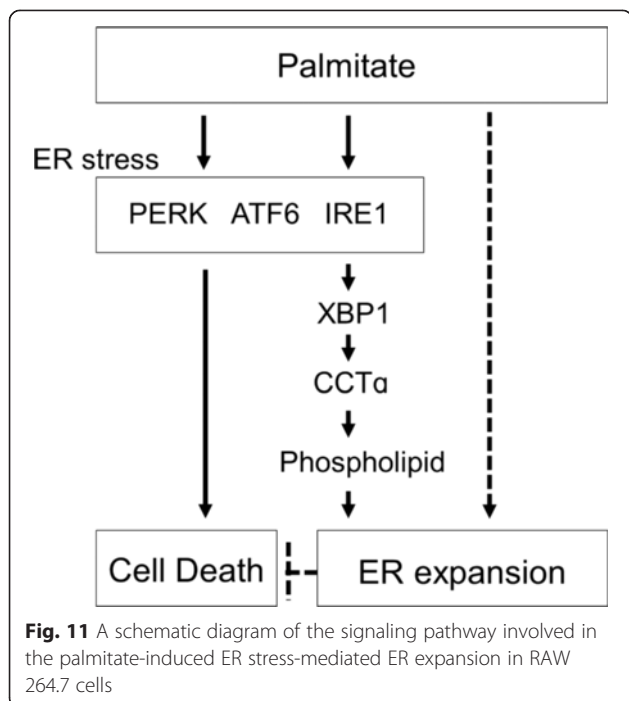 Palmitate
ER stress
PERK ATF6 IRE1
XBP1
CCTα
Phospholipid
Cell Death
ER expansion
Fig. 11 A schematic diagram of the signaling pathway involved in
the palmitate-induced ER stress-mediated ER expansion in RAW
264.7 cells